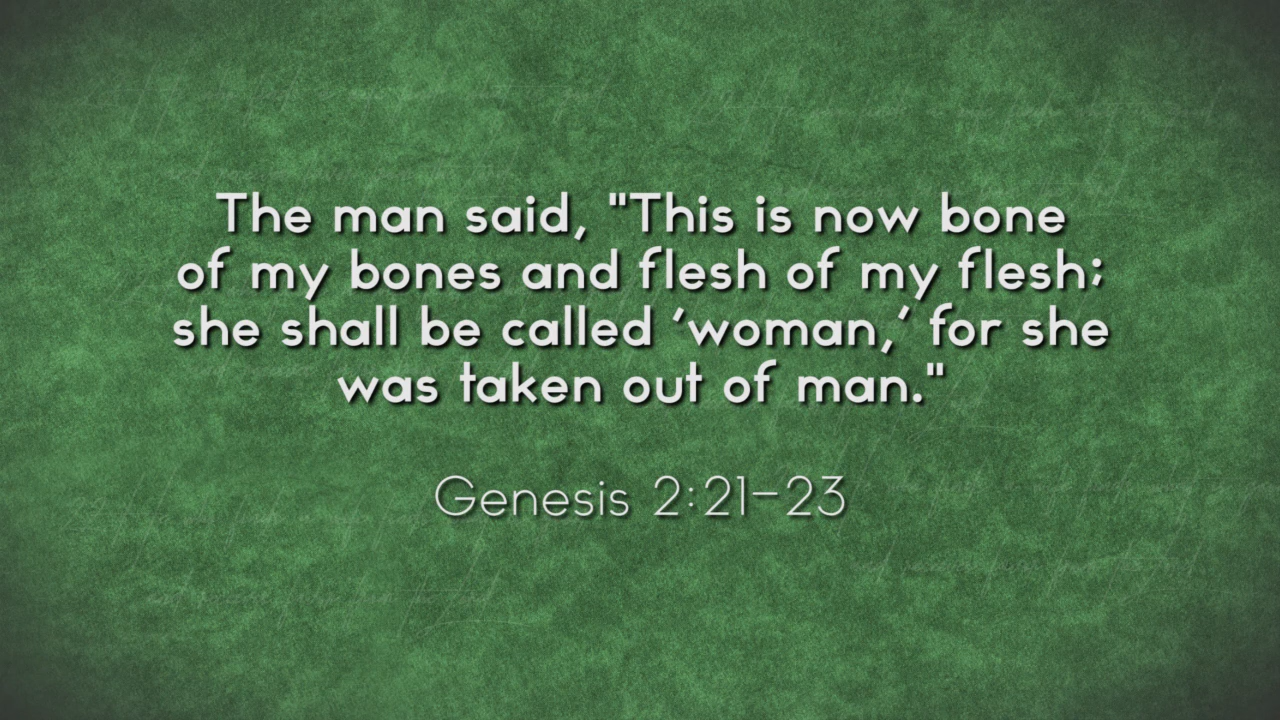 The man said, "This is now bone
of my bones and flesh of my flesh;
she shall be called ‘woman,’ for she
was taken out of man."
Genesis 2:21-23